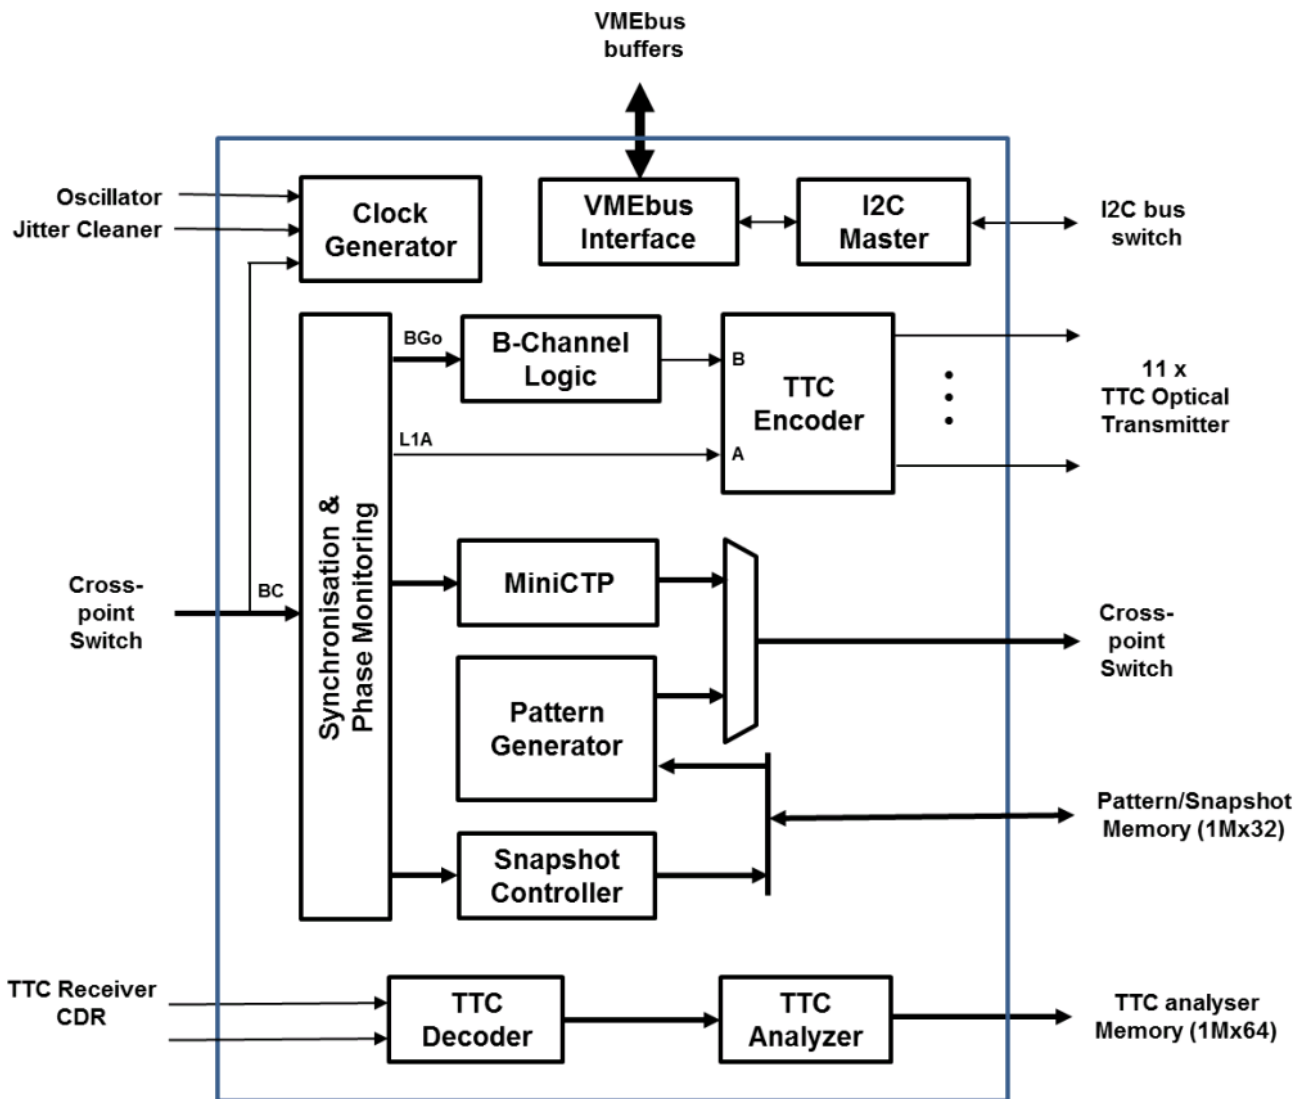 VMEbus
buffers
Oscillator
Jitter Cleaner
Clock
Generator
VMEbus
Interface
I2C
Master
I2C bus
switch
BGo
B-Channel
Logic
B
TTC
Encoder
L1A
A
11 x
TTC Optical
Transmitter
Synchronisation &
Phase Monitoring
Cross-
point
Switch
BC
MiniCTP
Cross-
point
Switch
Pattern
Generator
Pattern/Snapshot
Memory (1Mx32)
Snapshot
Controller
TTC Receiver
CDR
TTC
Decoder
TTC
Analyzer
TTC analyser
Memory (1Mx64)